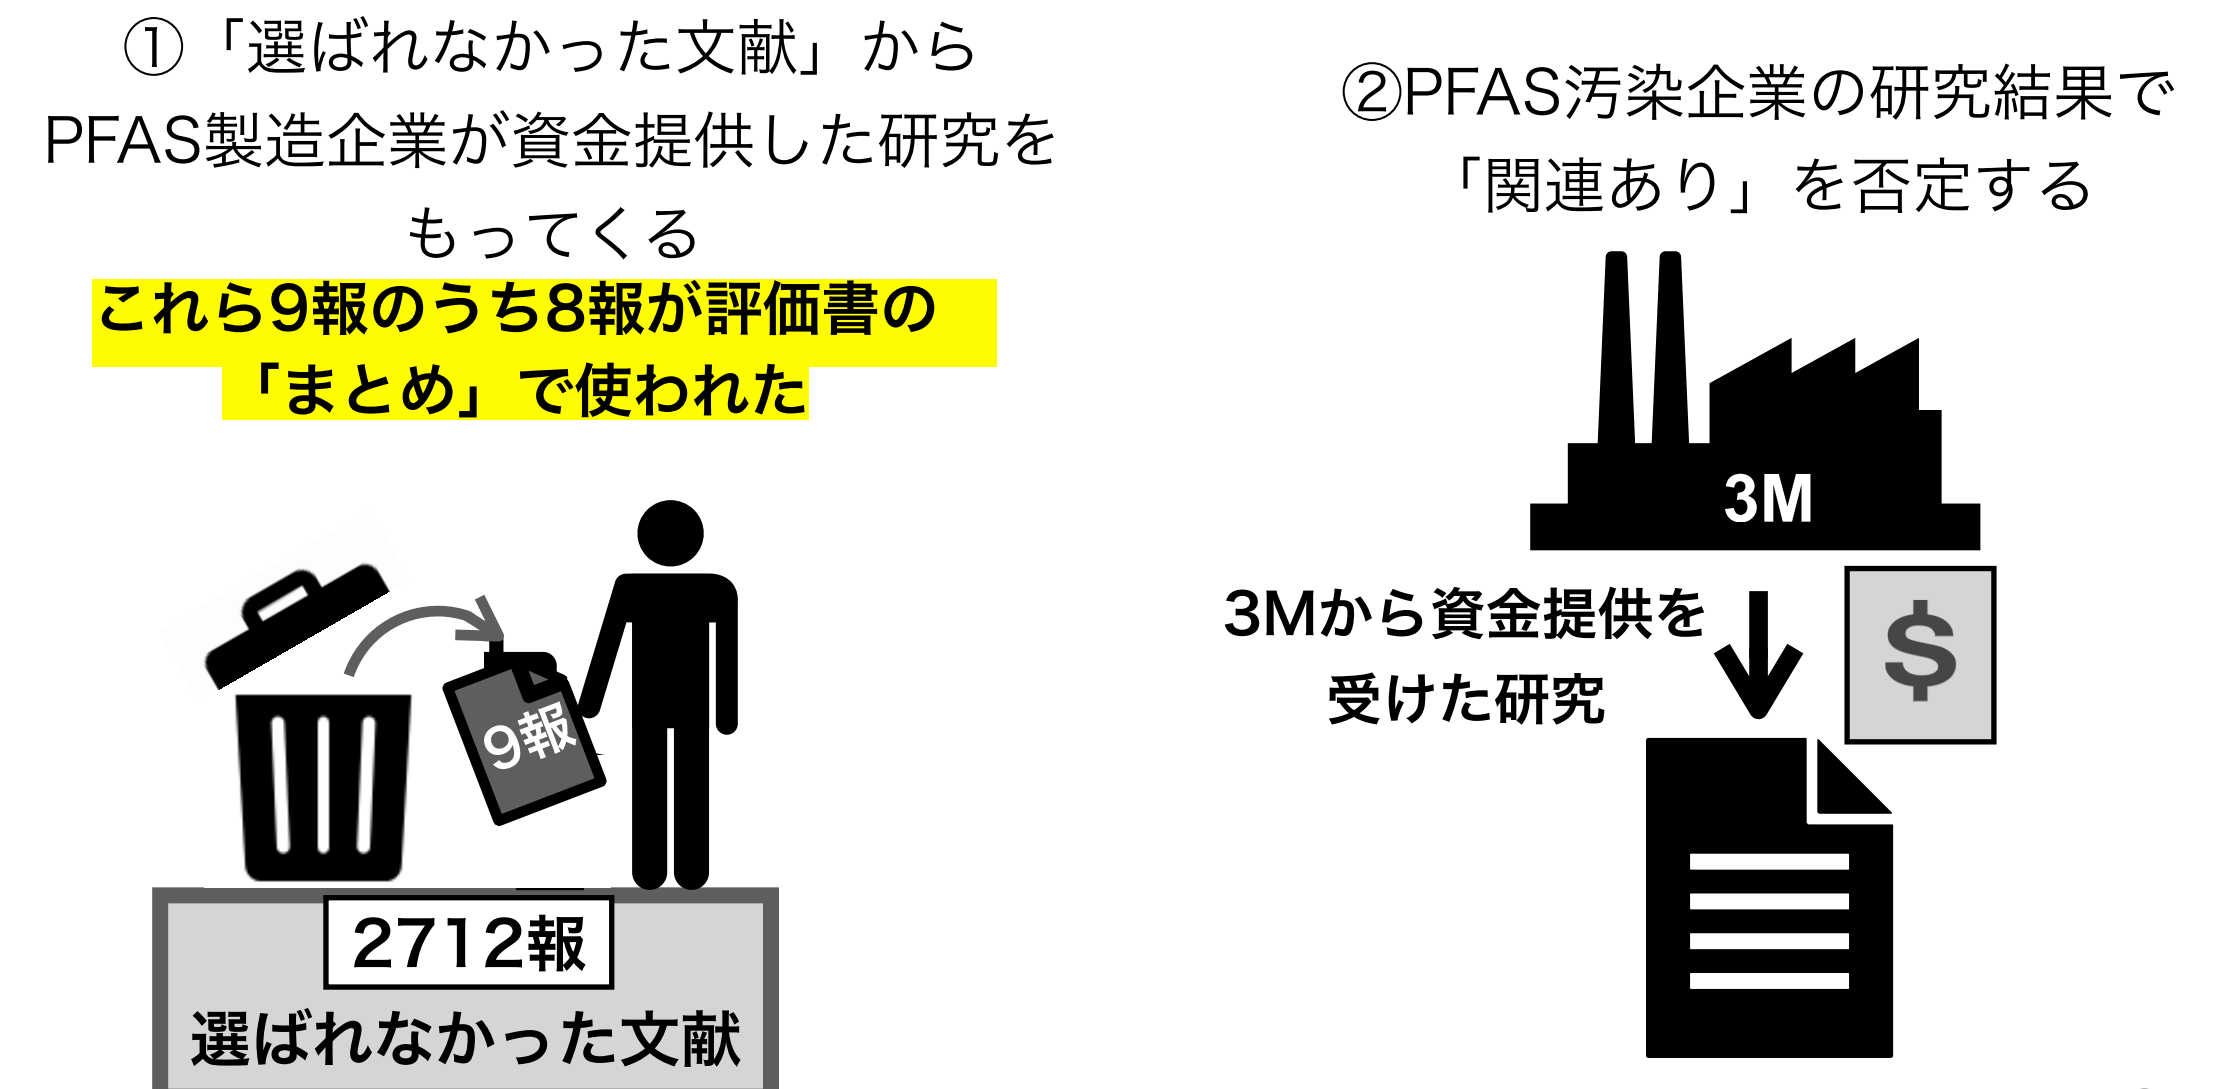 ①「選ばれなかった文献」から
PFAS製造企業が資金提供した研究を
もってくる
これら9報のうち8報が評価書の
「まとめ」で使われた
9報
2712報
選ばれなかった文献
②PFAS汚染企業の研究結果で
「関連あり」を否定する
3M
3Mから資金提供を
受けた研究
$